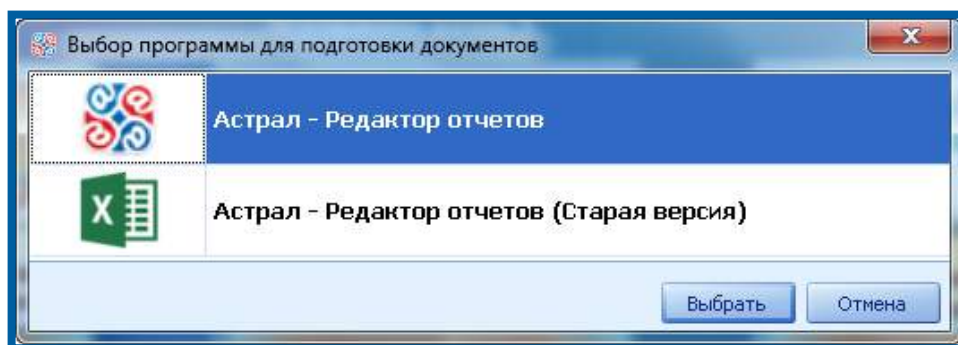 Выбор программы для подготовки документов
Астрал - Редактор отчетов
Астрал - Редактор отчетов (Старая версия)
Выбрать
Отмена